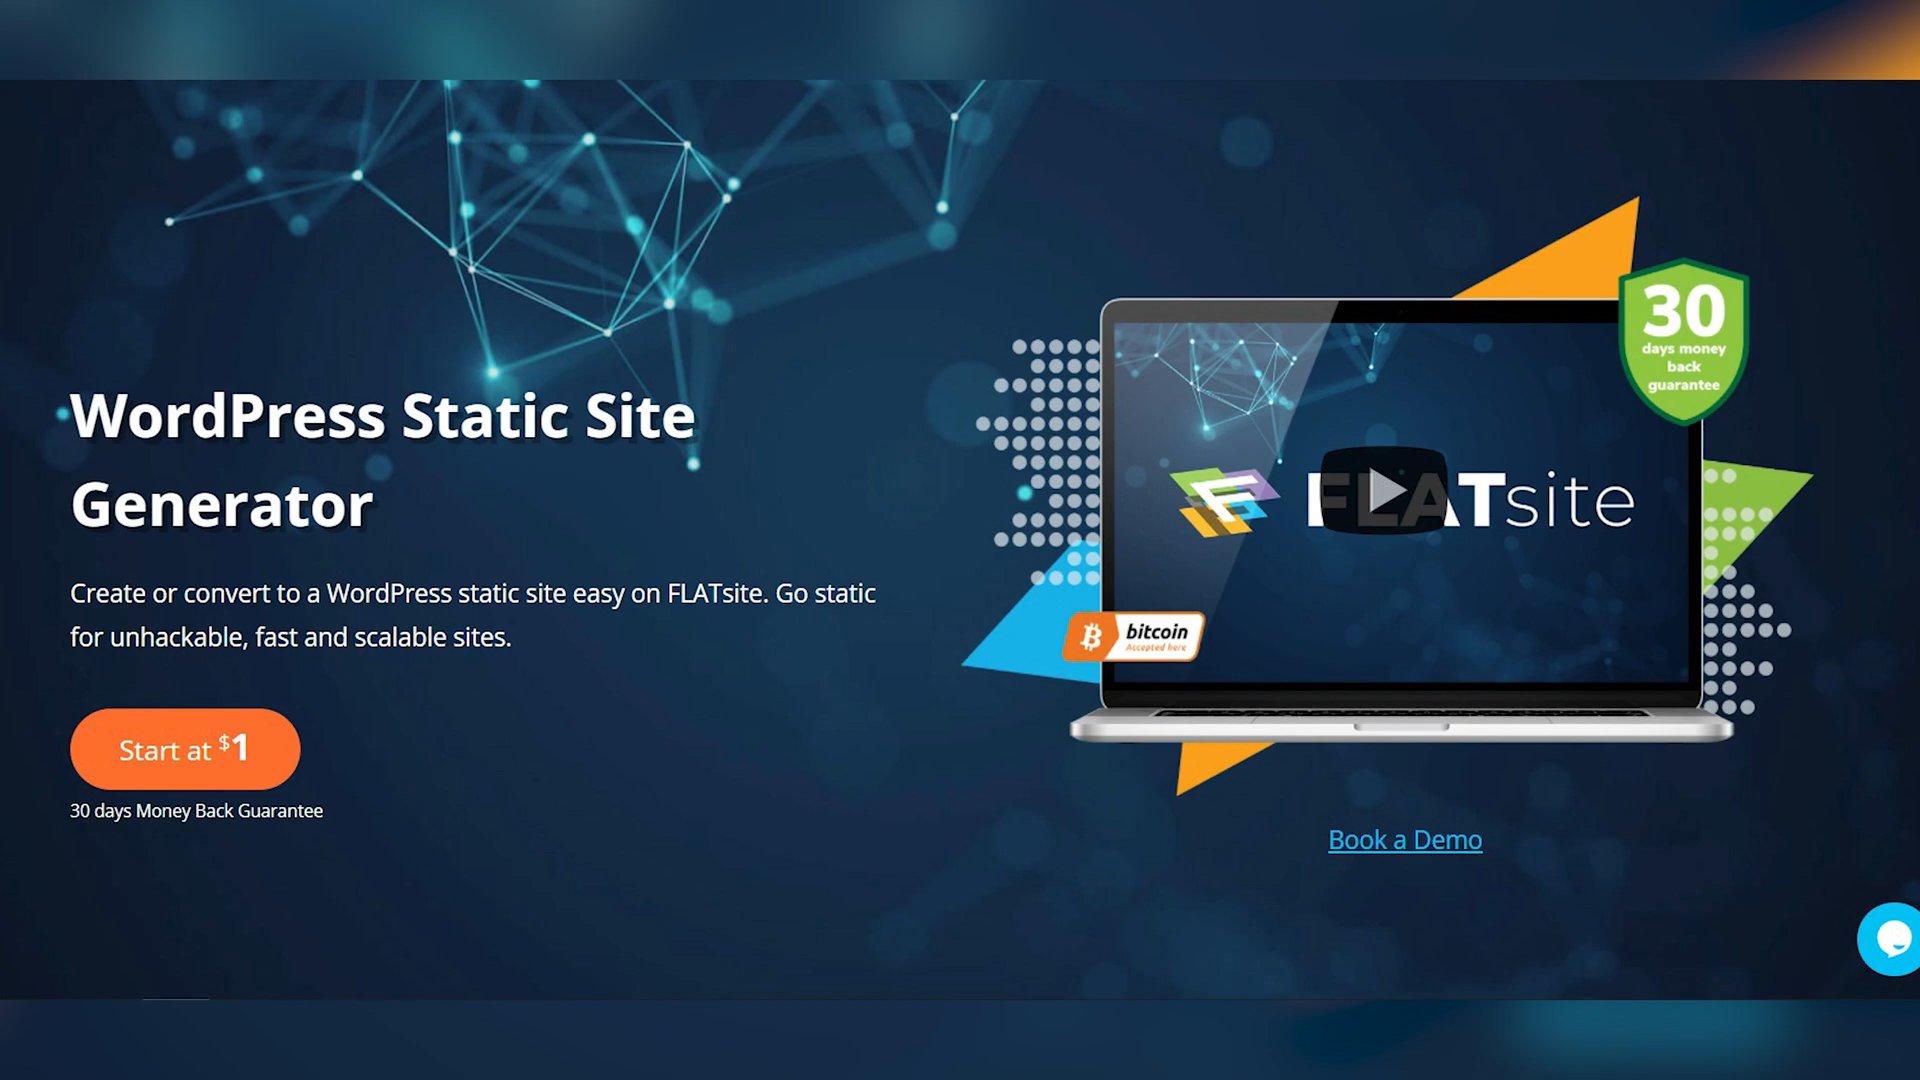 WordPress Static Site
Generator
Create or convert to a WordPress static site easy on FLATsite. Go static
for unhackable, fast and scalable sites.
Start at $1
30 days Money Back Guarantee
30
days money
back
guarantee
FLATsite
bitcoin
Accepted here
Book a Demo